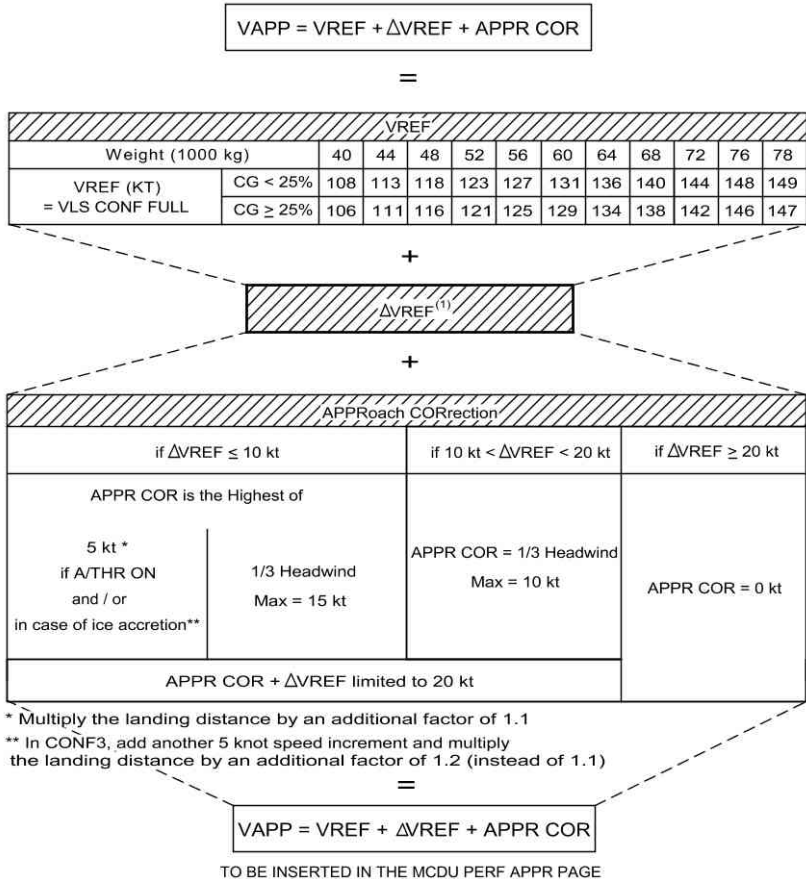 VAPP = VREF + ΔVREF + APPR COR
=
VREF
Weight (1000 kg) 40 44 48 52 56 60 64 68 72 76 78
VREF (KT)
= VLS CONF FULL
CG < 25% 108 113 118 123 127 131 136 140 144 148 149
CG ≥ 25% 106 111 116 121 125 129 134 138 142 146 147
+
ΔVREF(1)
+
APPRoach CORrection
if ΔVREF ≤ 10 kt if 10 kt < ΔVREF < 20 kt if ΔVREF ≥ 20 kt
APPR COR is the Highest of
5 kt *
if A/THR ON
and / or
in case of ice accretion**
1/3 Headwind
Max = 15 kt
APPR COR = 1/3 Headwind
Max = 10 kt
APPR COR = 0 kt
APPR COR + ΔVREF limited to 20 kt
* Multiply the landing distance by an additional factor of 1.1
** In CONF3, add another 5 knot speed increment and multiply
the landing distance by an additional factor of 1.2 (instead of 1.1)
=
VAPP = VREF + ΔVREF + APPR COR
TO BE INSERTED IN THE MCDU PERF APPR PAGE